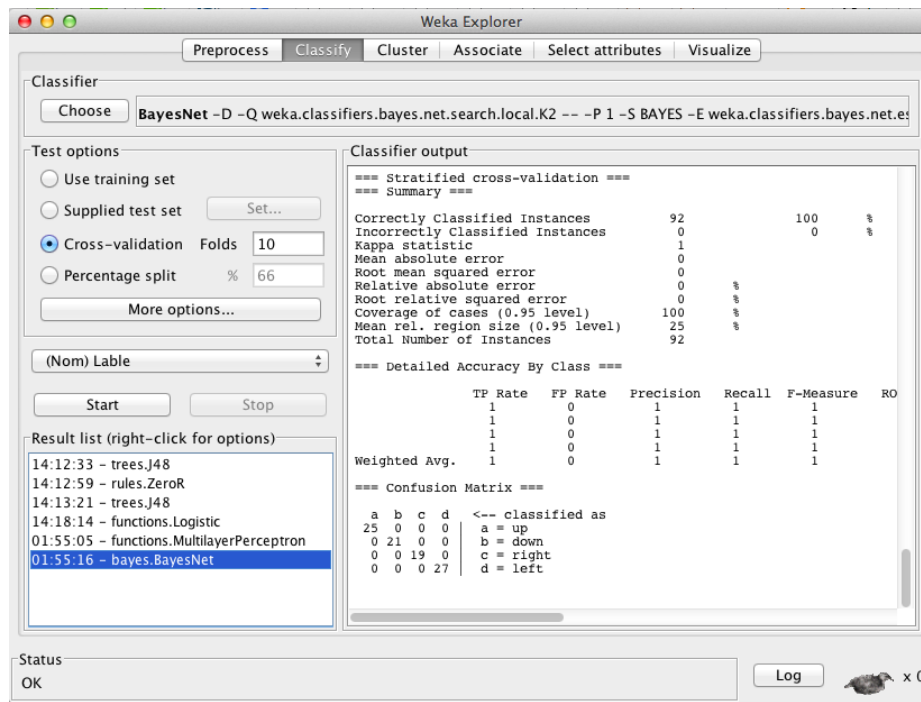 Weka Explorer
Preprocess Classify Cluster Associate Select attributes Visualize
Classifier
Choose BayesNet -D -Q weka.classifiers.bayes.net.search.local.K2 -- -P 1 -S BAYES -E weka.classifiers.bayes.net.es
Test options
Use training set
Supplied test set Set...
Cross-validation Folds 10
Percentage split % 66
More options...
(Nom) Lable
Start Stop
Result list (right-click for options)
14:12:33 - trees.J48
14:12:59 - rules.ZeroR
14:13:21 - trees.J48
14:18:14 - functions.Logistic
01:55:05 - functions.MultilayerPerceptron
01:55:16 - bayes.BayesNet
Classifier output
=== Stratified cross-validation ===
=== Summary ===
Correctly Classified Instances 92 100 %
Incorrectly Classified Instances 0 0 %
Kappa statistic 1
Mean absolute error 0
Root mean squared error 0
Relative absolute error 0 %
Root relative squared error 0 %
Coverage of cases (0.95 level) 100 %
Mean rel. region size (0.95 level) 25 %
Total Number of Instances 92
=== Detailed Accuracy By Class ===
TP Rate FP Rate Precision Recall F-Measure RO
1 0 1 1 1
1 0 1 1 1
1 0 1 1 1
1 0 1 1 1
Weighted Avg. 1 0 1 1 1
=== Confusion Matrix ===
a b c d <-- classified as
25 0 0 0 | a = up
0 21 0 0 | b = down
0 0 19 0 | c = right
0 0 0 27 | d = left
Status
OK
Log x 0